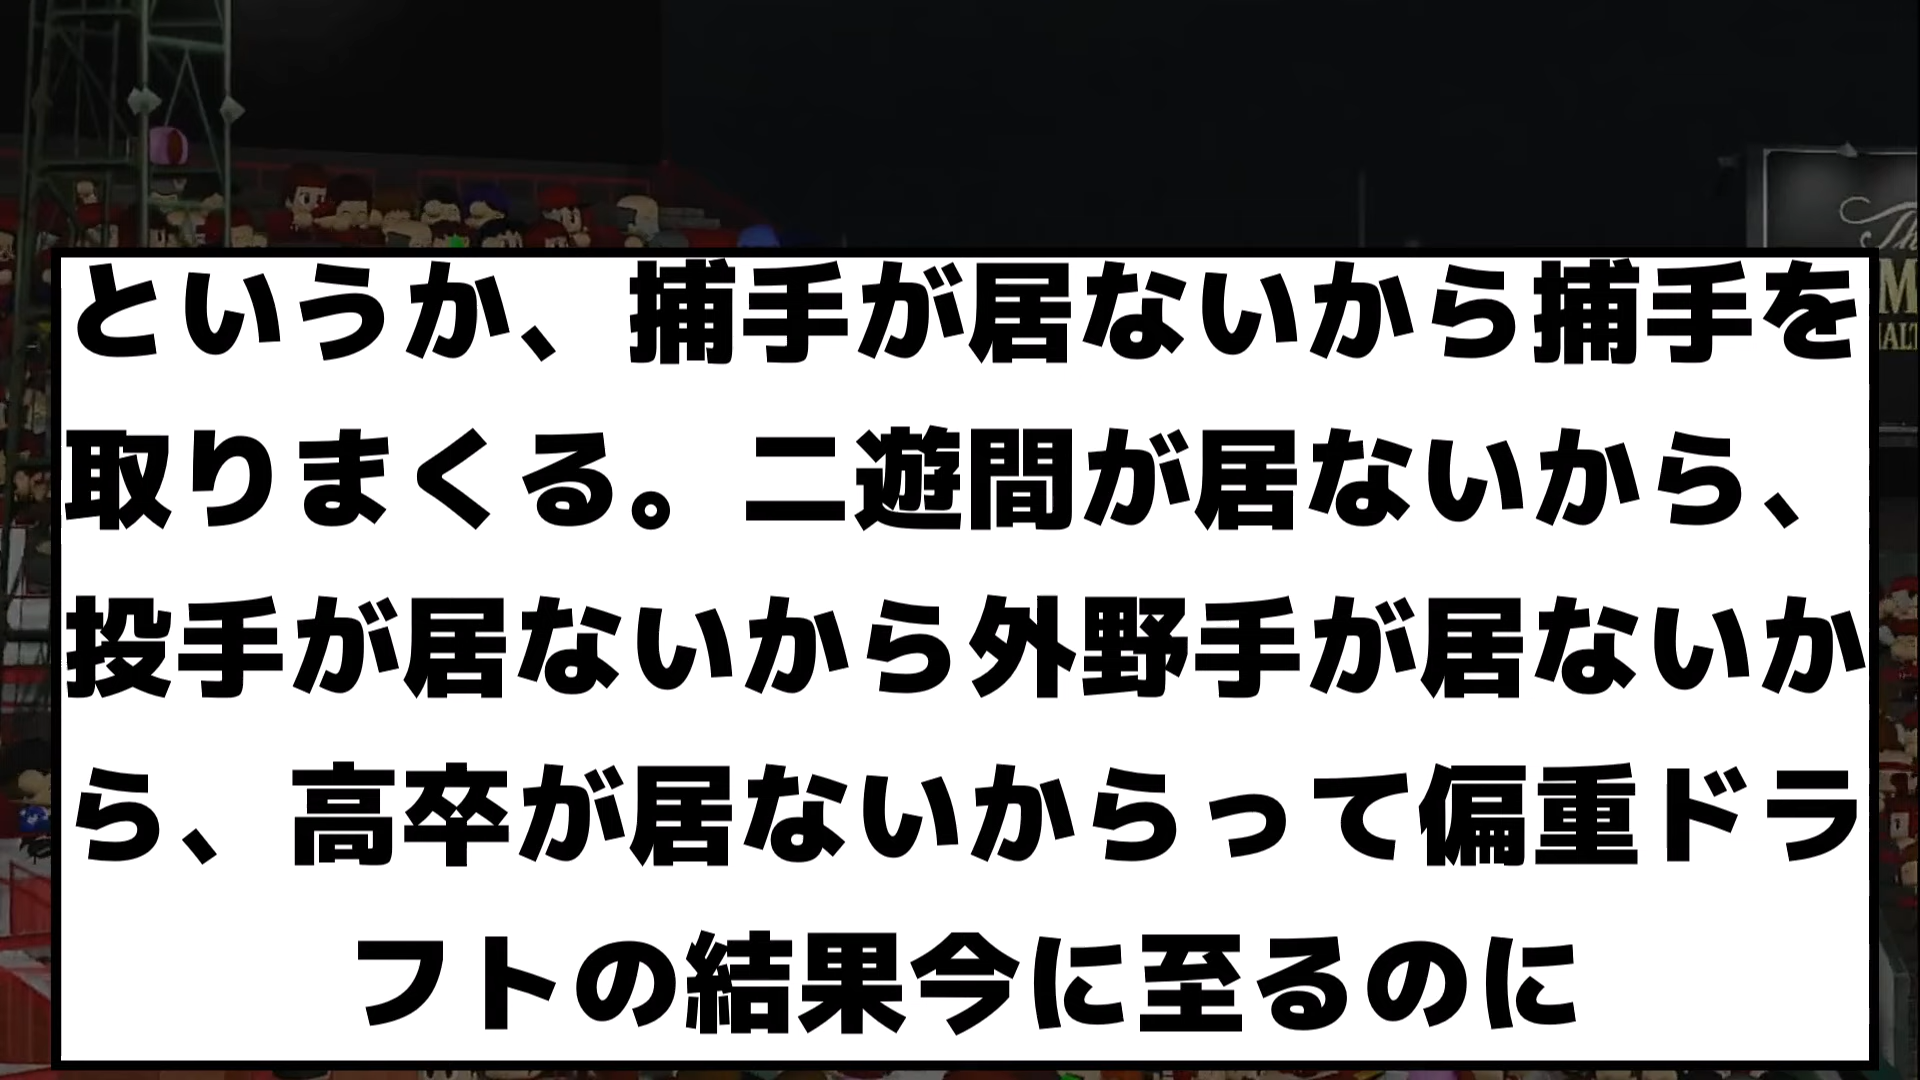 というか、捕手が居ないから捕手を
取りまくる。二遊間が居ないから、
投手が居ないから外野手が居ないか
ら、高卒が居ないからって偏重ドラ
フトの結果今に至るのに
The
M
MALT